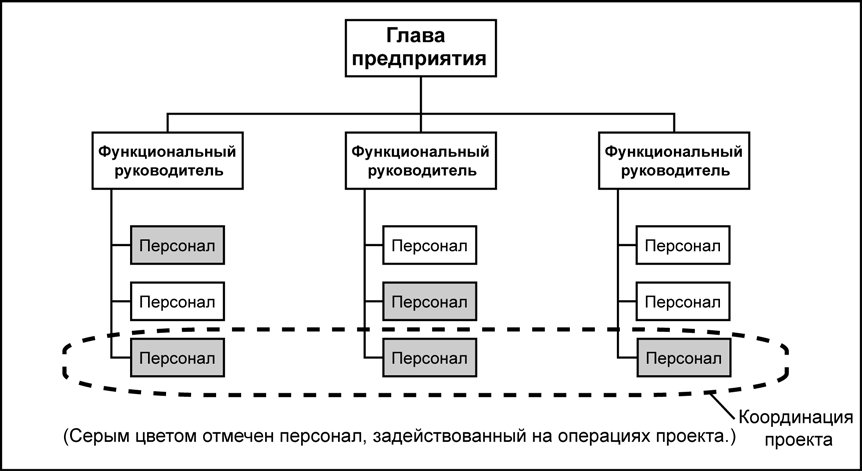 Глава
предприятия
Функциональный
руководитель
Функциональный
руководитель
Функциональный
руководитель
Персонал
Персонал
Персонал
Персонал
Персонал
Персонал
Персонал
Персонал
Персонал
Координация
проекта
(Серым цветом отмечен персонал, задействованный на операциях проекта.)